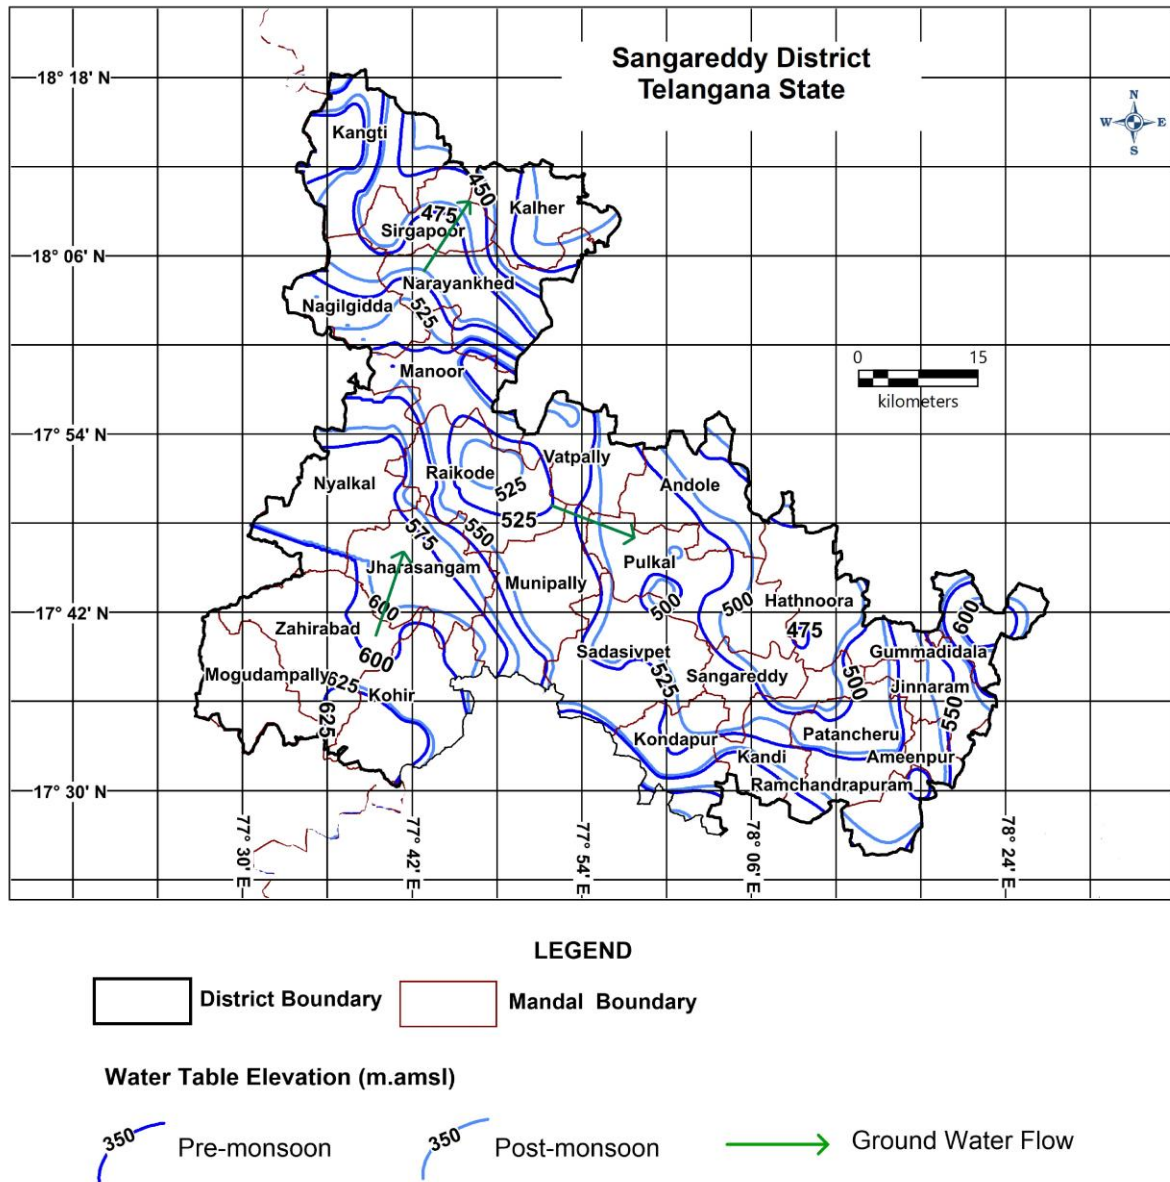 Sangareddy District
Telangana State
N
W E
S
18° 18' N
18° 06' N
17° 54' N
17° 42' N
17° 30' N
Kangti
450
Kalher
475
Sirgapoor
Narayankhed
Nagilgidda
525
Manoor
0 15
kilometers
Vatpally
Raikode
Nyalkal
Andole
525
525
575
550
Jharasangam
Munipally
Pulkal
600
500
500
Hathnoora
600
Zahirabad
475
600
Sadasivpet
Gummadidala
Mogudampally
625
Kohir
525
Sangareddy
500
Jinnaram
625
550
Kondapur
Patancheru
Kandi
Ameenpur
Ramchandrapuram
77° 30' E
77° 42' E
77° 54' E
78° 06' E
78° 24' E
LEGEND
District Boundary
Mandal Boundary
Water Table Elevation (m.amsl)
350 Pre-monsoon
350 Post-monsoon
Ground Water Flow